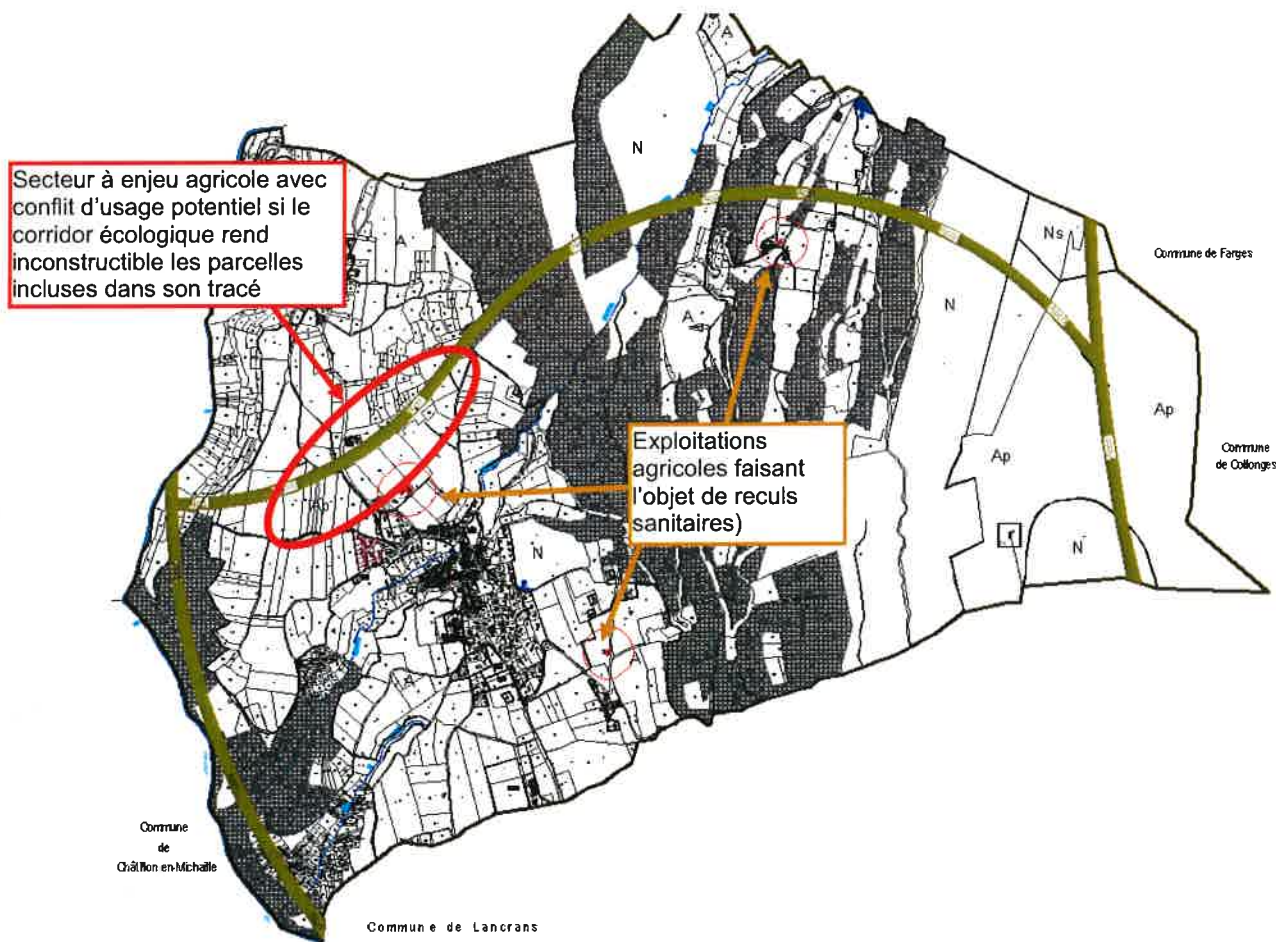 A
N
Secteur à enjeu agricole avec
conflit d'usage potentiel si le
corridor écologique rend
inconstructible les parcelles
incluses dans son tracé
A
Ns
Commune de Farges
N
A
Ap
Exploitations
agricoles faisant
l'objet de reculs
sanitaires)
Ap
Commune
de Collonges
Ap
N
N
A
A
Commune
de
Châtillon en Michaille
Commune de Lancrans